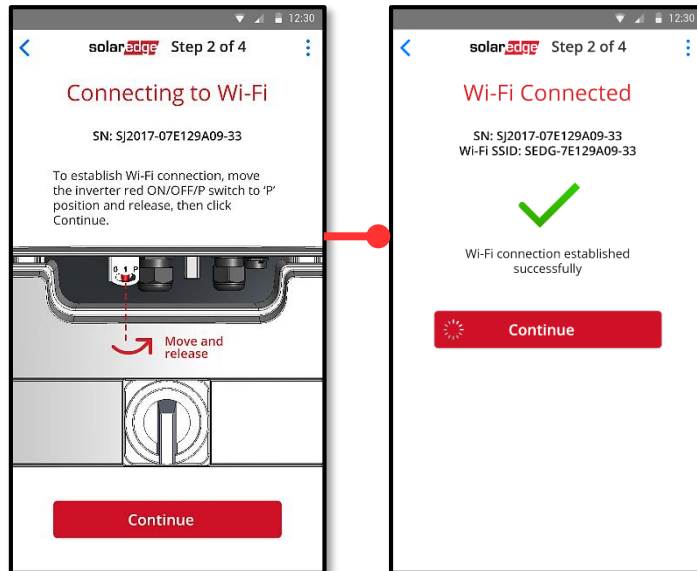 12:30
solaredge Step 2 of 4
Connecting to Wi-Fi
SN: SJ2017-07E129A09-33
To establish Wi-Fi connection, move
the inverter red ON/OFF/P switch to 'P'
position and release, then click
Continue.
0 1 P
Move and
release
Continue
12:30
solaredge Step 2 of 4
Wi-Fi Connected
SN: SJ2017-07E129A09-33
Wi-Fi SSID: SEDG-7E129A09-33
Wi-Fi connection established
successfully
Continue